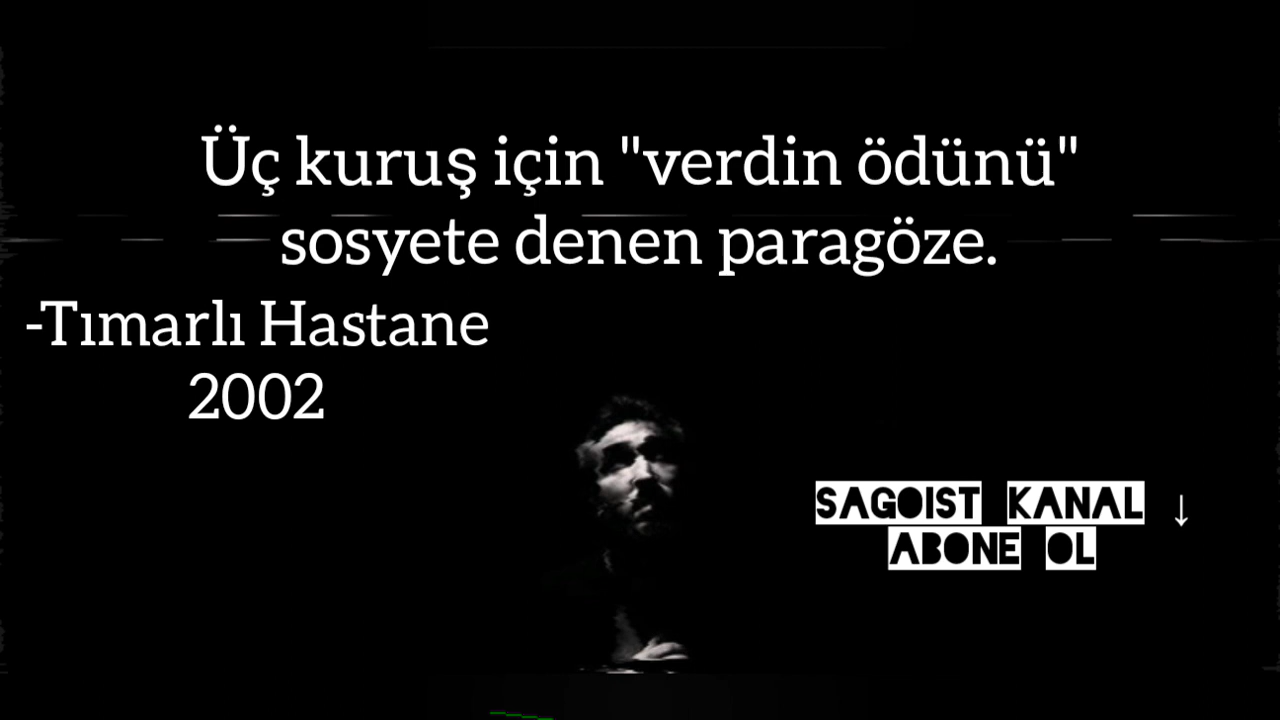 Üç kuruş için "verdin ödünü"
sosyete denen paragöze.
-Tımarlı Hastane
2002
SAGOIST KANAL ↓
ABONE OL